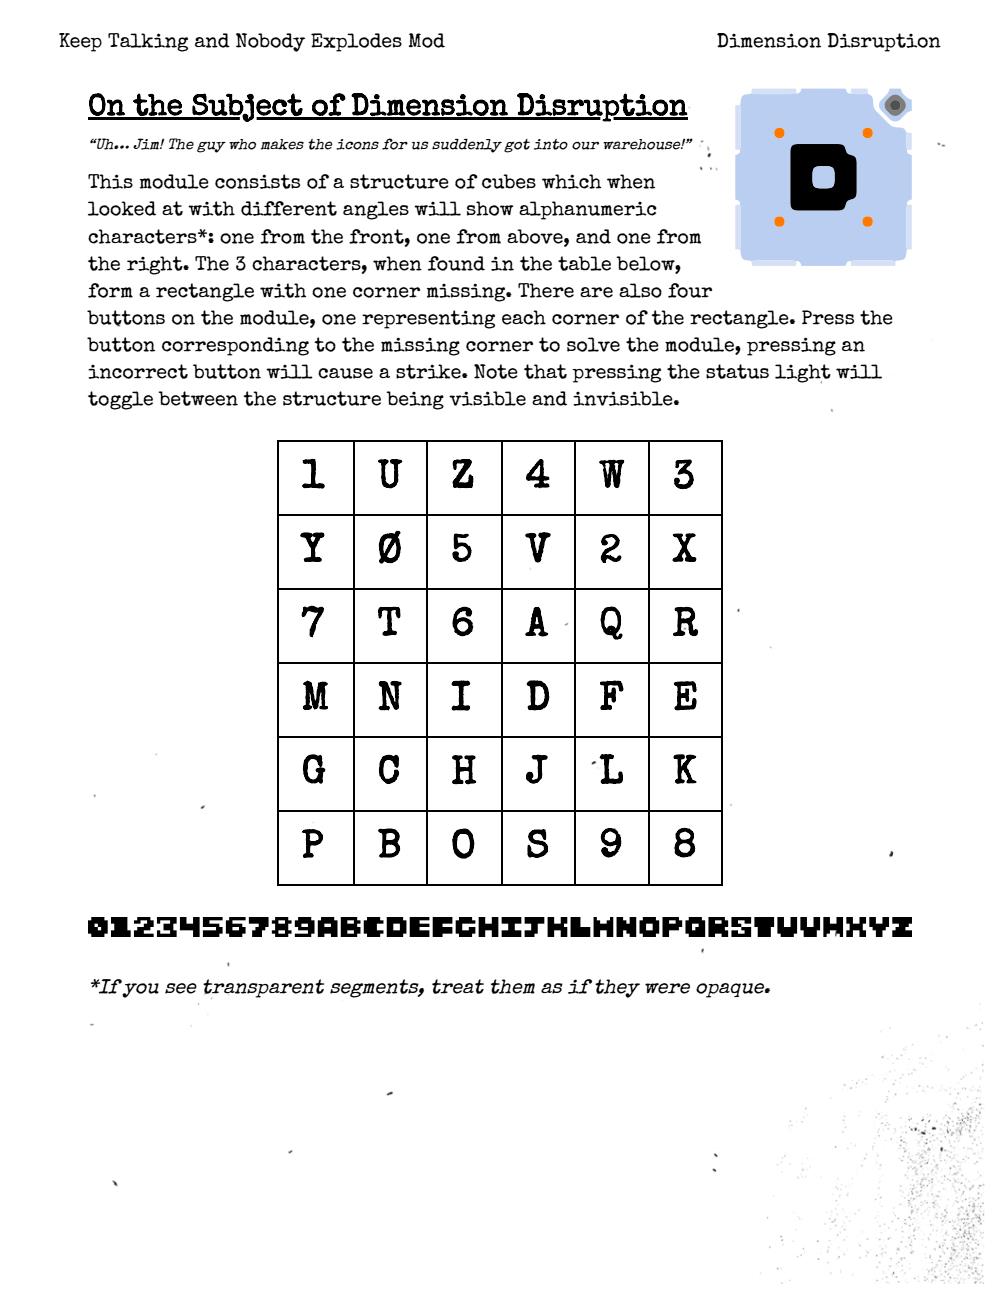 Keep Talking and Nobody Explodes Mod
Dimension Disruption
On the Subject of Dimension Disruption
“Uh... Jim! The guy who makes the icons for us suddenly got into our warehouse!”
D
This module consists of a structure of cubes which when
looked at with different angles will show alphanumeric
characters*: one from the front, one from above, and one from
the right. The 3 characters, when found in the table below,
form a rectangle with one corner missing. There are also four
buttons on the module, one representing each corner of the rectangle. Press the
button corresponding to the missing corner to solve the module, pressing an
incorrect button will cause a strike. Note that pressing the status light will
toggle between the structure being visible and invisible.
1 U Z 4 W 3
Y Ø 5 V 2 X
7 T 6 A Q R
M N I D F E
G C H J L K
P B O S 9 8
0123456789ABCDEFGHIJKLMNOPQRSTUVWXYZ
*If you see transparent segments, treat them as if they were opaque.